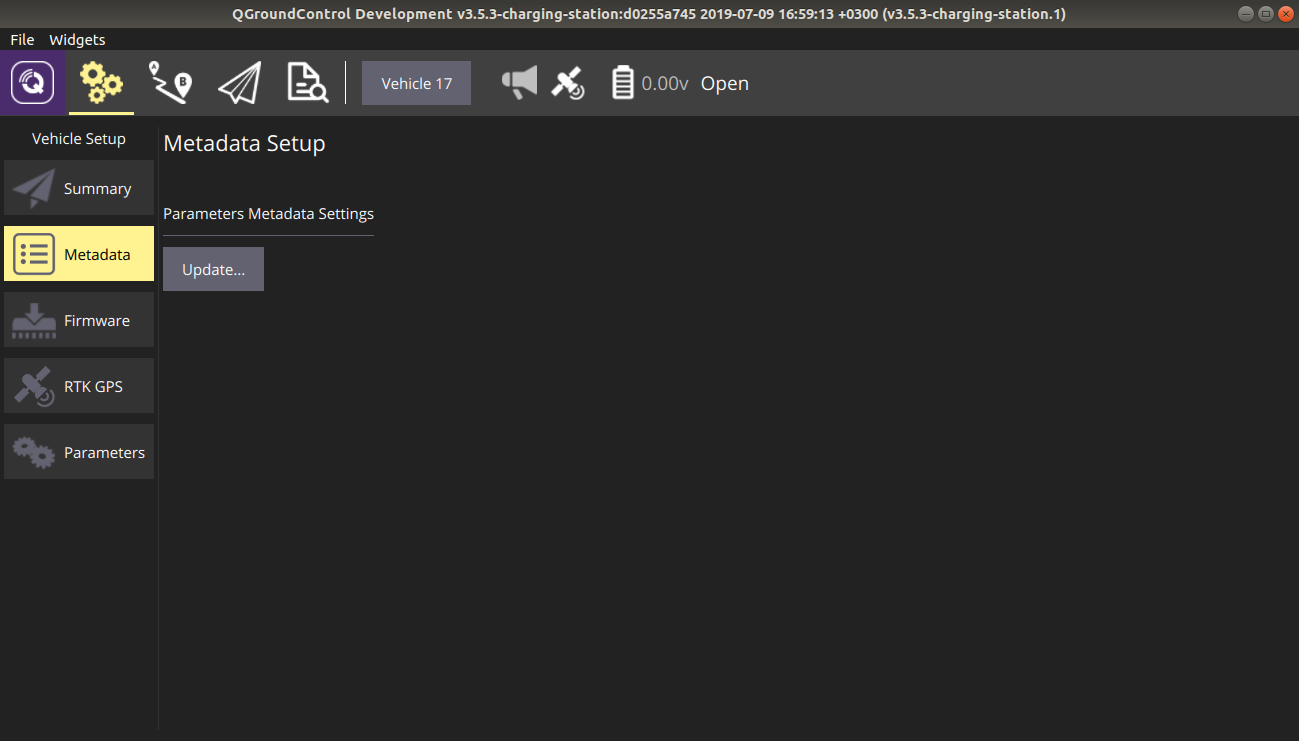 QGroundControl Development v3.5.3-charging-station:d0255a745 2019-07-09 16:59:13 +0300 (v3.5.3-charging-station.1)
File Widgets
A B Vehicle 17 0.00v Open
Vehicle Setup
Metadata Setup
Summary
Parameters Metadata Settings
Metadata
Update...
Firmware
RTK GPS
Parameters